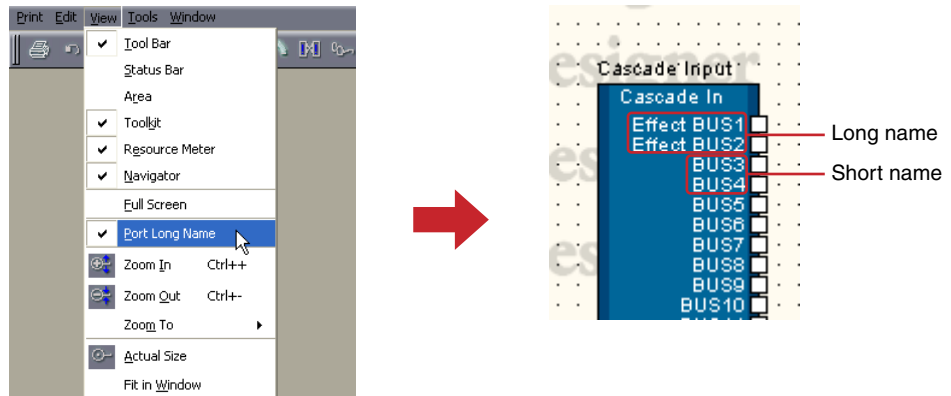 Print Edit View Tools Window
Tool Bar
Status Bar
Area
Toolkit
Resource Meter
Navigator
Full Screen
Port Long Name
Zoom In Ctrl++
Zoom Out Ctrl+-
Zoom To
Actual Size
Fit in Window
esigner
Cascade Input
Cascade In
Effect BUS1
Effect BUS2
BUS3
BUS4
BUS5
BUS6
BUS7
BUS8
BUS9
BUS10
Long name
Short name